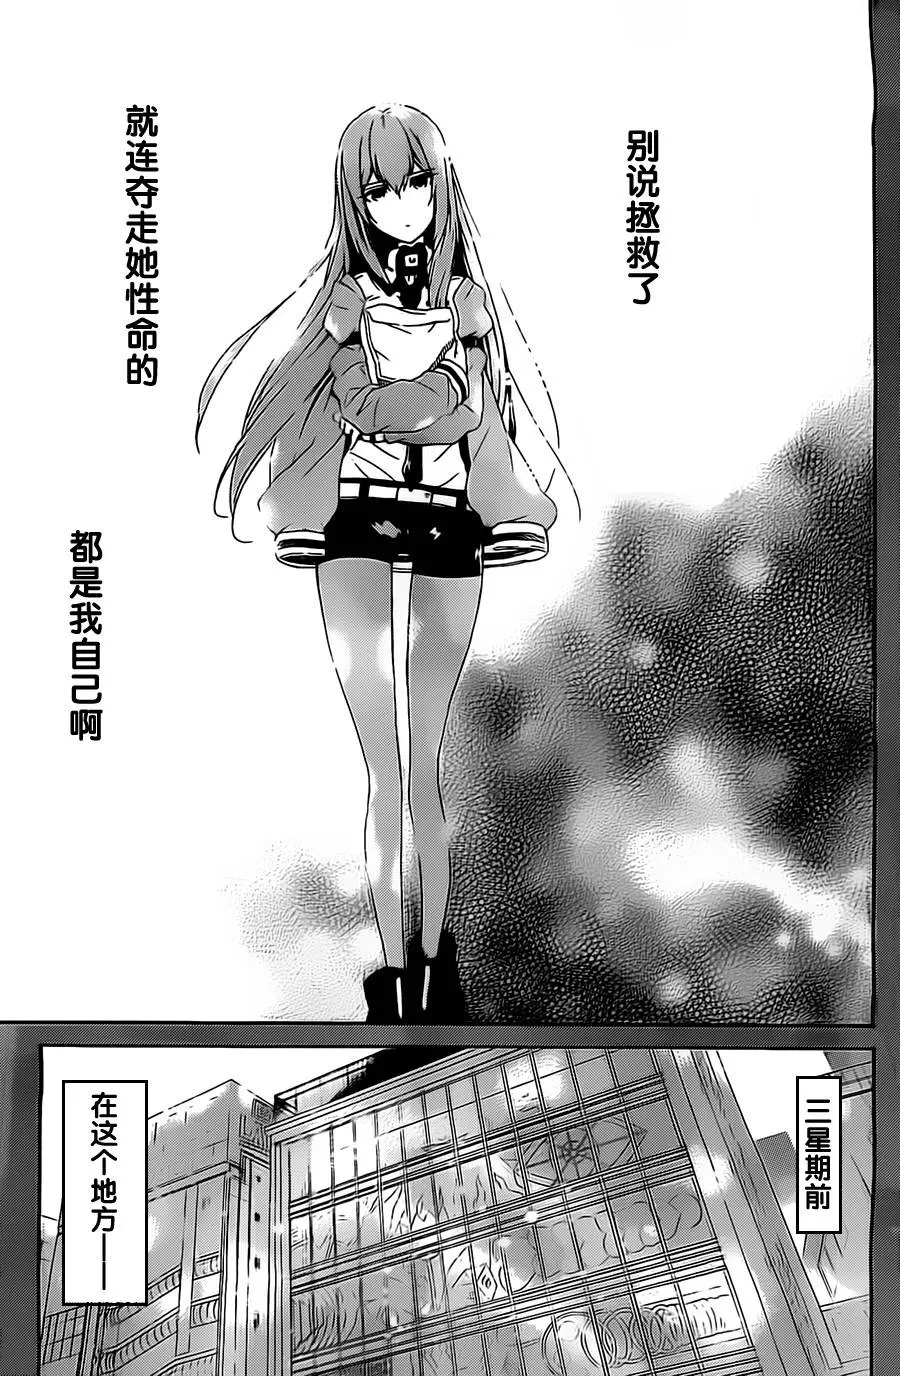 别说拯救了
就连夺走她性命的
都是我自己啊
三星期前
在这个地方——